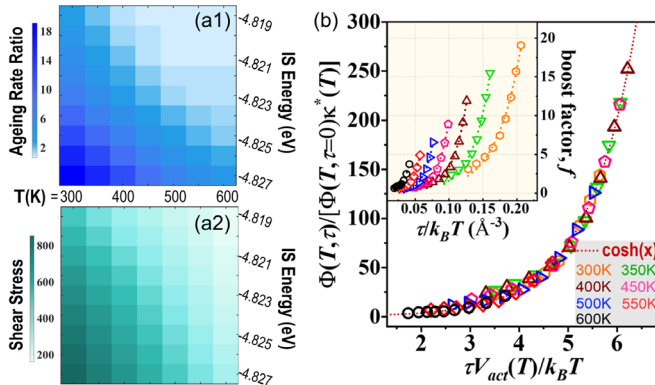 (a1)
Ageing Rate Ratio
18
14
10
6
2
-4.819
-4.821
-4.823
-4.825
-4.827
IS Energy (eV)
T(K) = 300 400 500 600
(a2)
Shear Stress
800
600
400
200
-4.819
-4.821
-4.823
-4.825
-4.827
IS Energy (eV)
(b)
Φ(T,τ)/[Φ(T,τ=0)κ*(T)]
300
250
200
150
100
50
0
2 3 4 5 6
τV_act(T)/k_BT
boost factor, f
20
15
10
5
0
0.05 0.10 0.15 0.20
τ/k_BT (Å⁻³)
cosh(x)
300K 350K
400K 450K
500K 550K
600K